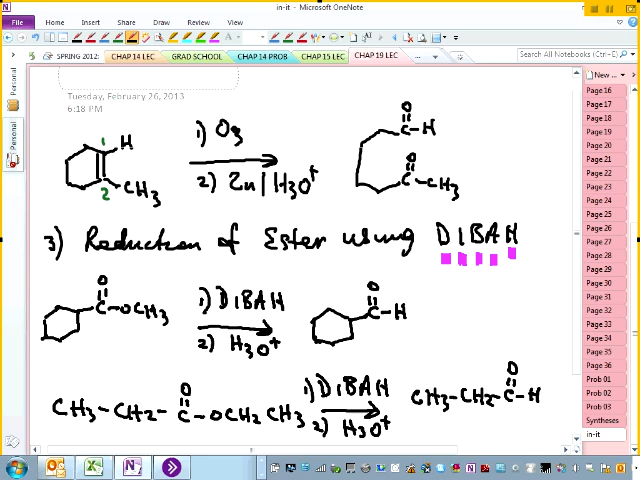 in-it - Microsoft OneNote
File Home Insert Draw History Review View
SPRING 2012: CHAP 14 LEC GRAD SCHOOL CHAP 14 PROB CHAP 15 LEC CHAP 19 LEC ... Search All Notebooks (Ctrl+E)
Personal
Personal
Tuesday, February 26, 2013
6:18 PM
1 H
2 CH3
1) O3
2) Zn/H3O+
O
C-H
O
C-CH3
3) Reduction of Ester using DIBAH
O
C-OCH3
1) DIBAH
2) H3O+
O
C-H
CH3-CH2-C-OCH2CH3
O
1) DIBAH
2) H3O+
O
CH3-CH2-C-H
New ...
Page 16
Page 17
Page 18
Page 19
Page 20
Page 21
Page 22
Page 23
Page 24
Page 25
Page 26
Page 27
Page 28
Page 29
Page 30
Page 31
Page 32
Page 33
Page 34
Page 35
Page 36
Prob 01
Prob 02
Prob 03
Syntheses
in-it